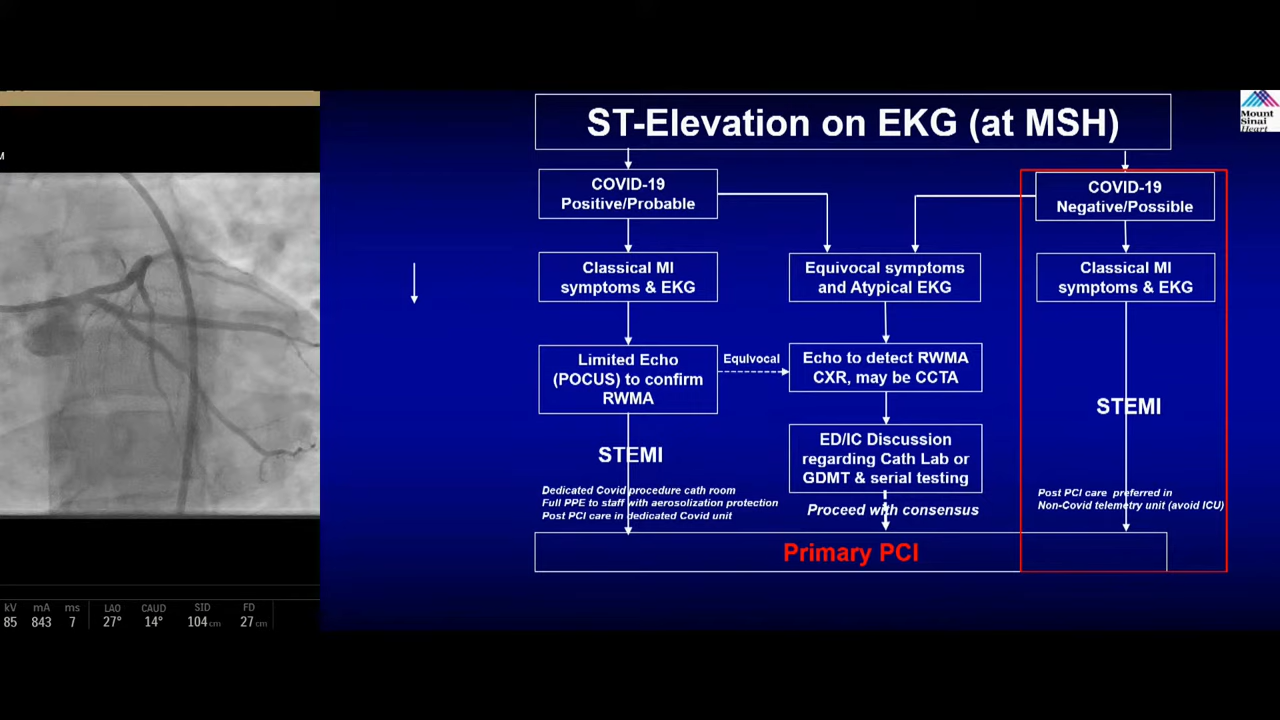 ST-Elevation on EKG (at MSH)
Mount
Sinai
Heart
COVID-19
Positive/Probable
COVID-19
Negative/Possible
Classical MI
symptoms & EKG
Equivocal symptoms
and Atypical EKG
Classical MI
symptoms & EKG
Limited Echo
(POCUS) to confirm
RWMA
Equivocal
Echo to detect RWMA
CXR, may be CCTA
STEMI
ED/IC Discussion
regarding Cath Lab or
GDMT & serial testing
STEMI
Dedicated Covid procedure cath room
Full PPE to staff with aerosolization protection
Post PCI care in dedicated Covid unit
Proceed with consensus
Post PCI care preferred in
Non-Covid telemetry unit (avoid ICU)
Primary PCI
M
kV mA ms LAO CAUD SID FD
85 843 7 27° 14° 104 cm 27 cm